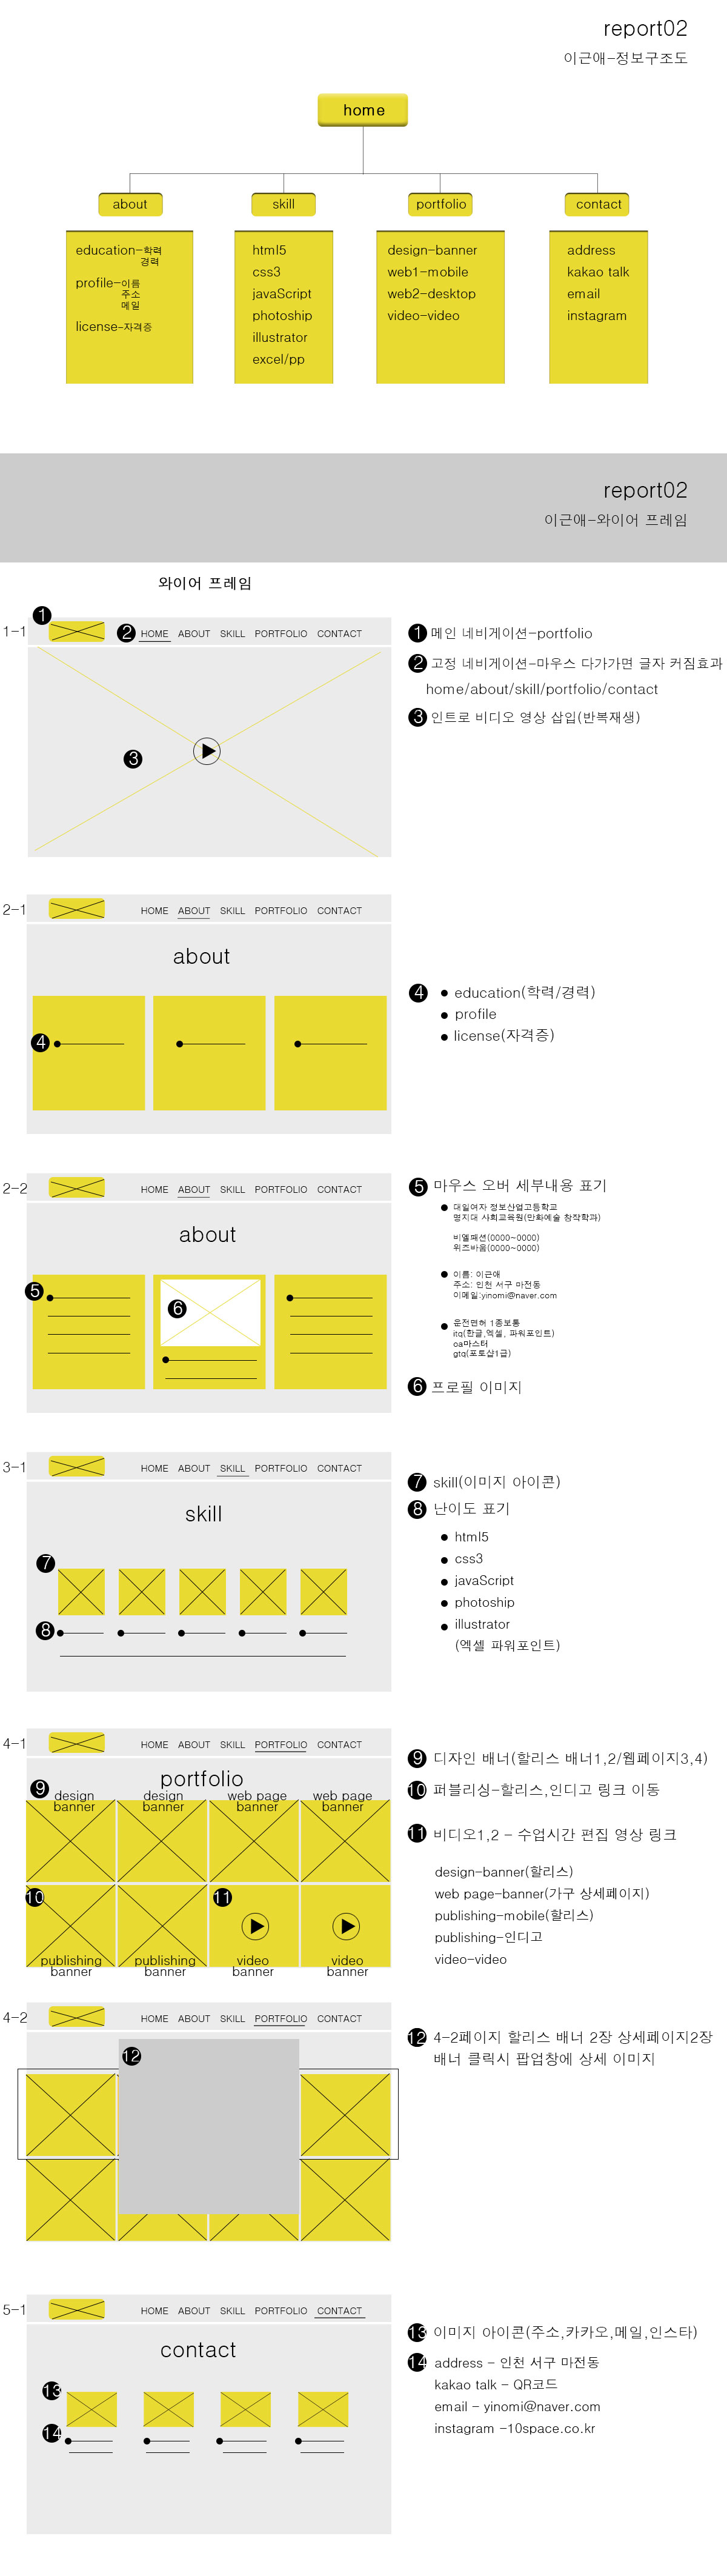 report02
이근애-정보구조도
home
about
skill
portfolio
contact
education-학력
경력
profile-이름
주소
메일
license-자격증
html5
css3
javaScript
photoship
illustrator
excel/pp
design-banner
web1-mobile
web2-desktop
video-video
address
kakao talk
email
instagram
report02
이근애-와이어 프레임
와이어 프레임
1-1
1
2
HOME ABOUT SKILL PORTFOLIO CONTACT
3
1 메인 네비게이션-portfolio
2 고정 네비게이션-마우스 다가가면 글자 커짐효과
home/about/skill/portfolio/contact
3 인트로 비디오 영상 삽입(반복재생)
2-1
HOME ABOUT SKILL PORTFOLIO CONTACT
about
4
4 ● education(학력/경력)
● profile
● license(자격증)
2-2
HOME ABOUT SKILL PORTFOLIO CONTACT
about
5
6
5 마우스 오버 세부내용 표기
● 대일여자 정보산업고등학교
명지대 사회교육원(만화예술 창작학과)
비엘패션(0000~0000)
위즈바움(0000~0000)
● 이름: 이근애
주소: 인천 서구 마전동
이메일:yinomi@naver.com
● 운전면허 1종보통
itq(한글,엑셀, 파워포인트)
oa마스터
gtq(포토샵1급)
6 프로필 이미지
3-1
HOME ABOUT SKILL PORTFOLIO CONTACT
skill
7
8
7 skill(이미지 아이콘)
8 난이도 표기
● html5
● css3
● javaScript
● photoship
● illustrator
(엑셀 파워포인트)
4-1
HOME ABOUT SKILL PORTFOLIO CONTACT
portfolio
9
design
banner
design
banner
web page
banner
web page
banner
10
11
publishing
banner
publishing
banner
video
banner
video
banner
9 디자인 배너(할리스 배너1,2/웹페이지3,4)
10 퍼블리싱-할리스,인디고 링크 이동
11 비디오1,2 - 수업시간 편집 영상 링크
design-banner(할리스)
web page-banner(가구 상세페이지)
publishing-mobile(할리스)
publishing-인디고
video-video
4-2
HOME ABOUT SKILL PORTFOLIO CONTACT
12
12 4-2페이지 할리스 배너 2장 상세페이지2장
배너 클릭시 팝업창에 상세 이미지
5-1
HOME ABOUT SKILL PORTFOLIO CONTACT
contact
13
14
13 이미지 아이콘(주소,카카오,메일,인스타)
14 address - 인천 서구 마전동
kakao talk - QR코드
email - yinomi@naver.com
instagram -10space.co.kr